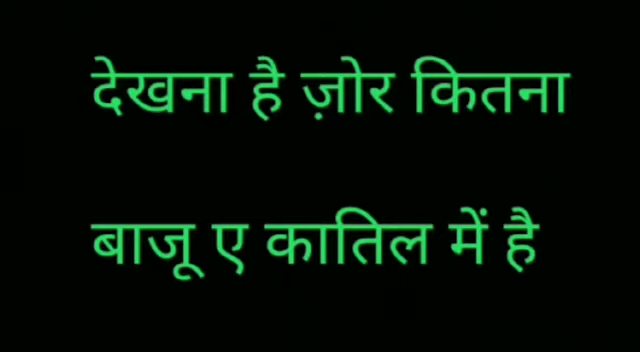 देखना है ज़ोर कितना
बाजू ए कातिल में है